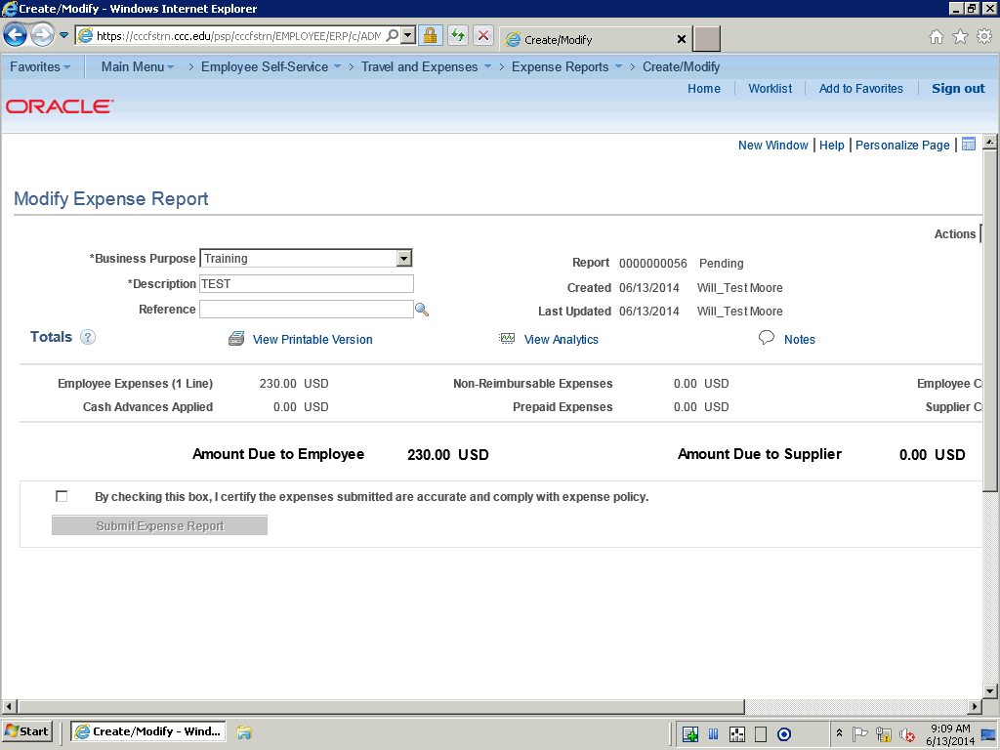 Create/Modify - Windows Internet Explorer
https://cccfstrn.ccc.edu/psp/cccfstrn/EMPLOYEE/ERP/c/ADM
Create/Modify
Favorites Main Menu > Employee Self-Service > Travel and Expenses > Expense Reports > Create/Modify
Home Worklist Add to Favorites Sign out
ORACLE
New Window Help Personalize Page
Modify Expense Report
Actions
*Business Purpose Training
Report 0000000056 Pending
*Description TEST
Created 06/13/2014 Will_Test Moore
Reference
Last Updated 06/13/2014 Will_Test Moore
Totals ? View Printable Version View Analytics Notes
Employee Expenses (1 Line) 230.00 USD Non-Reimbursable Expenses 0.00 USD Employee C
Cash Advances Applied 0.00 USD Prepaid Expenses 0.00 USD Supplier C
Amount Due to Employee 230.00 USD Amount Due to Supplier 0.00 USD
By checking this box, I certify the expenses submitted are accurate and comply with expense policy.
Submit Expense Report
Start Create/Modify - Wind...
9:09 AM
6/13/2014